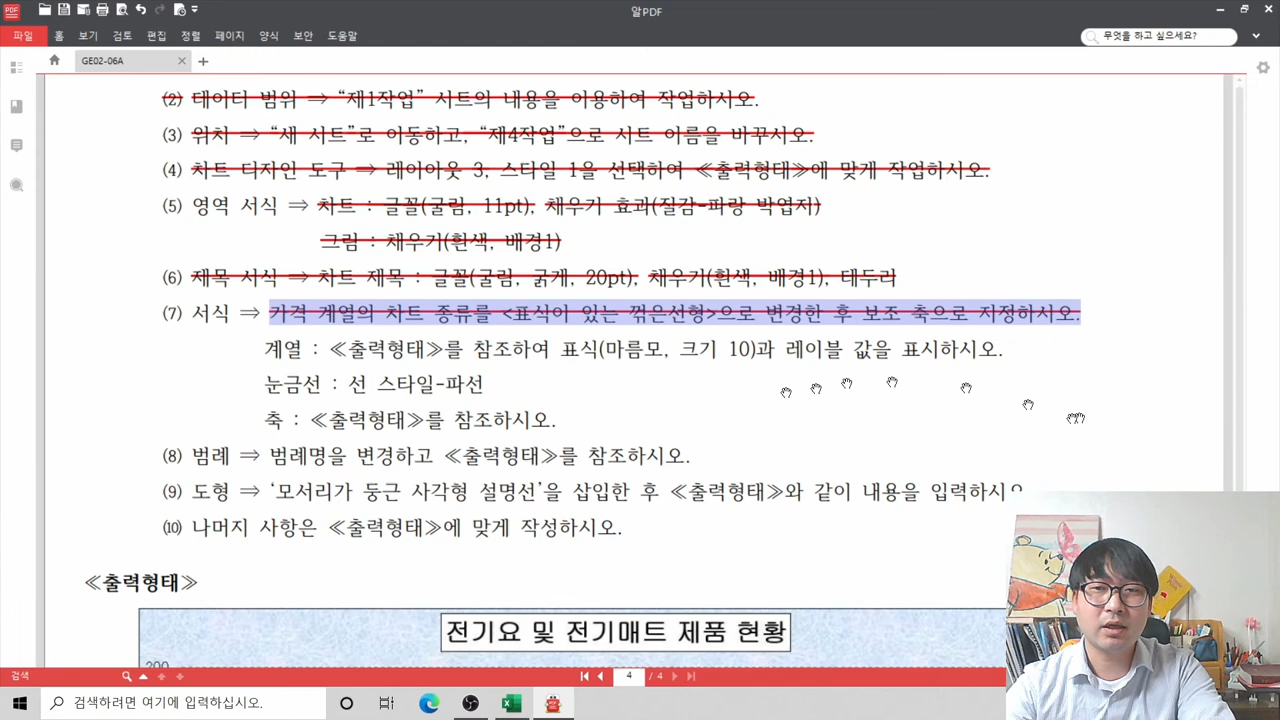 알PDF
파일 홈 보기 검토 편집 정렬 페이지 양식 보안 도움말
무엇을 하고 싶으세요?
GE02-06A
(2) 데이터 범위 ⇒ “제1작업” 시트의 내용을 이용하여 작업하시오.
(3) 위치 ⇒ “새 시트”로 이동하고, “제4작업”으로 시트 이름을 바꾸시오.
(4) 차트 디자인 도구 ⇒ 레이아웃 3, 스타일 1을 선택하여 ≪출력형태≫에 맞게 작업하시오.
(5) 영역 서식 ⇒ 차트 : 글꼴(굴림, 11pt), 채우기 효과(질감-파랑 박엽지)
그림 : 채우기(흰색, 배경1)
(6) 제목 서식 ⇒ 차트 제목 : 글꼴(굴림, 굵게, 20pt), 채우기(흰색, 배경1), 테두리
(7) 서식 ⇒ 가격 계열의 차트 종류를 <표식이 있는 꺾은선형>으로 변경한 후 보조 축으로 지정하시오.
계열 : ≪출력형태≫를 참조하여 표식(마름모, 크기 10)과 레이블 값을 표시하시오.
눈금선 : 선 스타일-파선
축 : ≪출력형태≫를 참조하시오.
(8) 범례 ⇒ 범례명을 변경하고 ≪출력형태≫를 참조하시오.
(9) 도형 ⇒ ‘모서리가 둥근 사각형 설명선’을 삽입한 후 ≪출력형태≫와 같이 내용을 입력하시오
(10) 나머지 사항은 ≪출력형태≫에 맞게 작성하시오.
≪출력형태≫
전기요 및 전기매트 제품 현황
200
검색
4 / 4
검색하려면 여기에 입력하십시오.